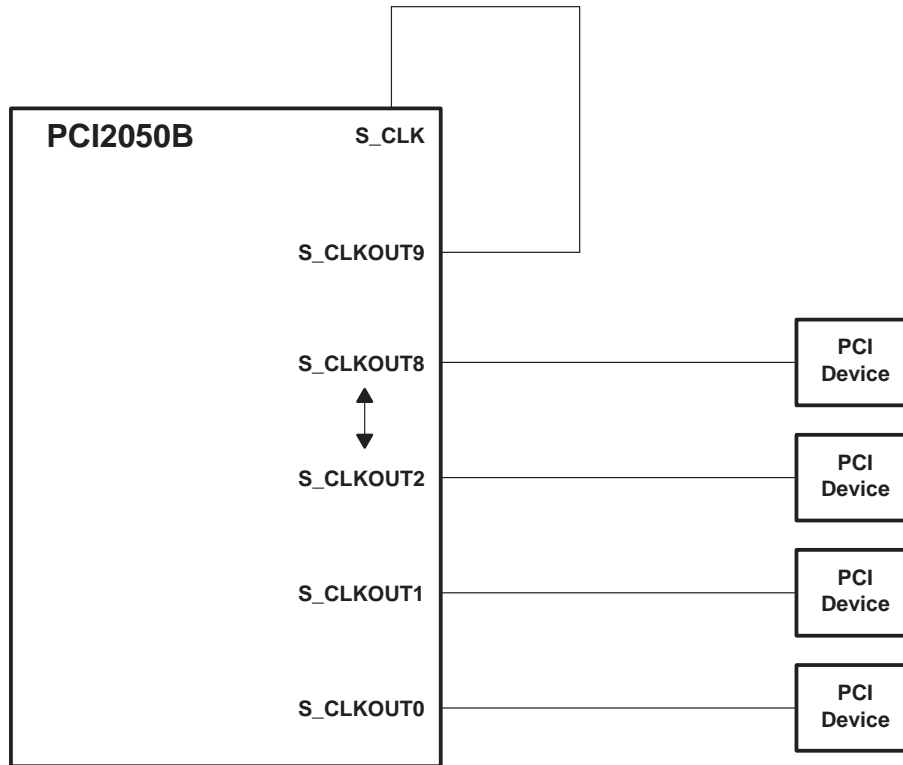 PCI2050B
S_CLK
S_CLKOUT9
S_CLKOUT8
PCI
Device
S_CLKOUT2
PCI
Device
S_CLKOUT1
PCI
Device
S_CLKOUT0
PCI
Device